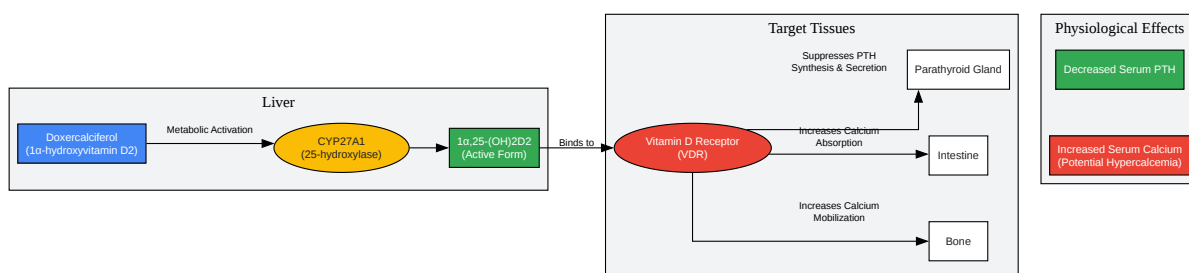 Liver
Doxercalciferol
(1α-hydroxyvitamin D2)
Metabolic Activation
CYP27A1
(25-hydroxylase)
1α,25-(OH)2D2
(Active Form)
Binds to
Target Tissues
Vitamin D Receptor
(VDR)
Suppresses PTH
Synthesis & Secretion
Parathyroid Gland
Increases Calcium
Absorption
Intestine
Increases Calcium
Mobilization
Bone
Physiological Effects
Decreased Serum PTH
Increased Serum Calcium
(Potential Hypercalcemia)